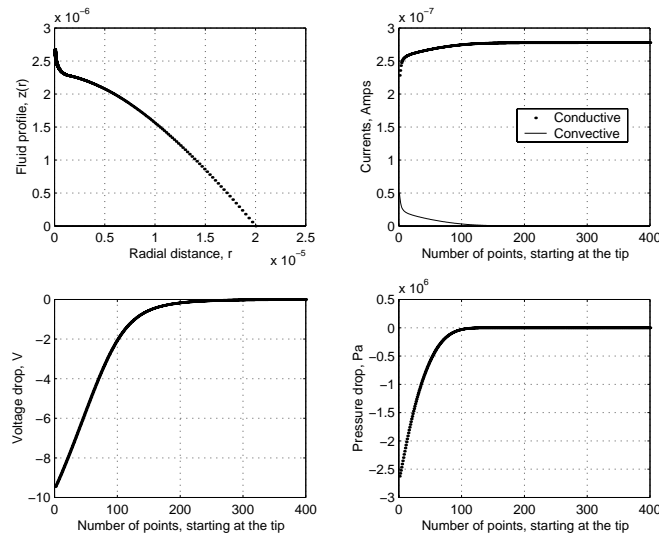 x 10⁻⁶
3
2.5
2
1.5
1
0.5
0
Fluid profile, z(r)
0 0.5 1 1.5 2 2.5
Radial distance, r
x 10⁻⁵
x 10⁻⁷
3
2.5
2
1.5
1
0.5
0
Currents, Amps
Conductive
Convective
0 100 200 300 400
Number of points, starting at the tip
0
−2
−4
−6
−8
−10
Voltage drop, V
0 100 200 300 400
Number of points, starting at the tip
x 10⁶
0.5
0
−0.5
−1
−1.5
−2
−2.5
−3
Pressure drop, Pa
0 100 200 300 400
Number of points, starting at the tip